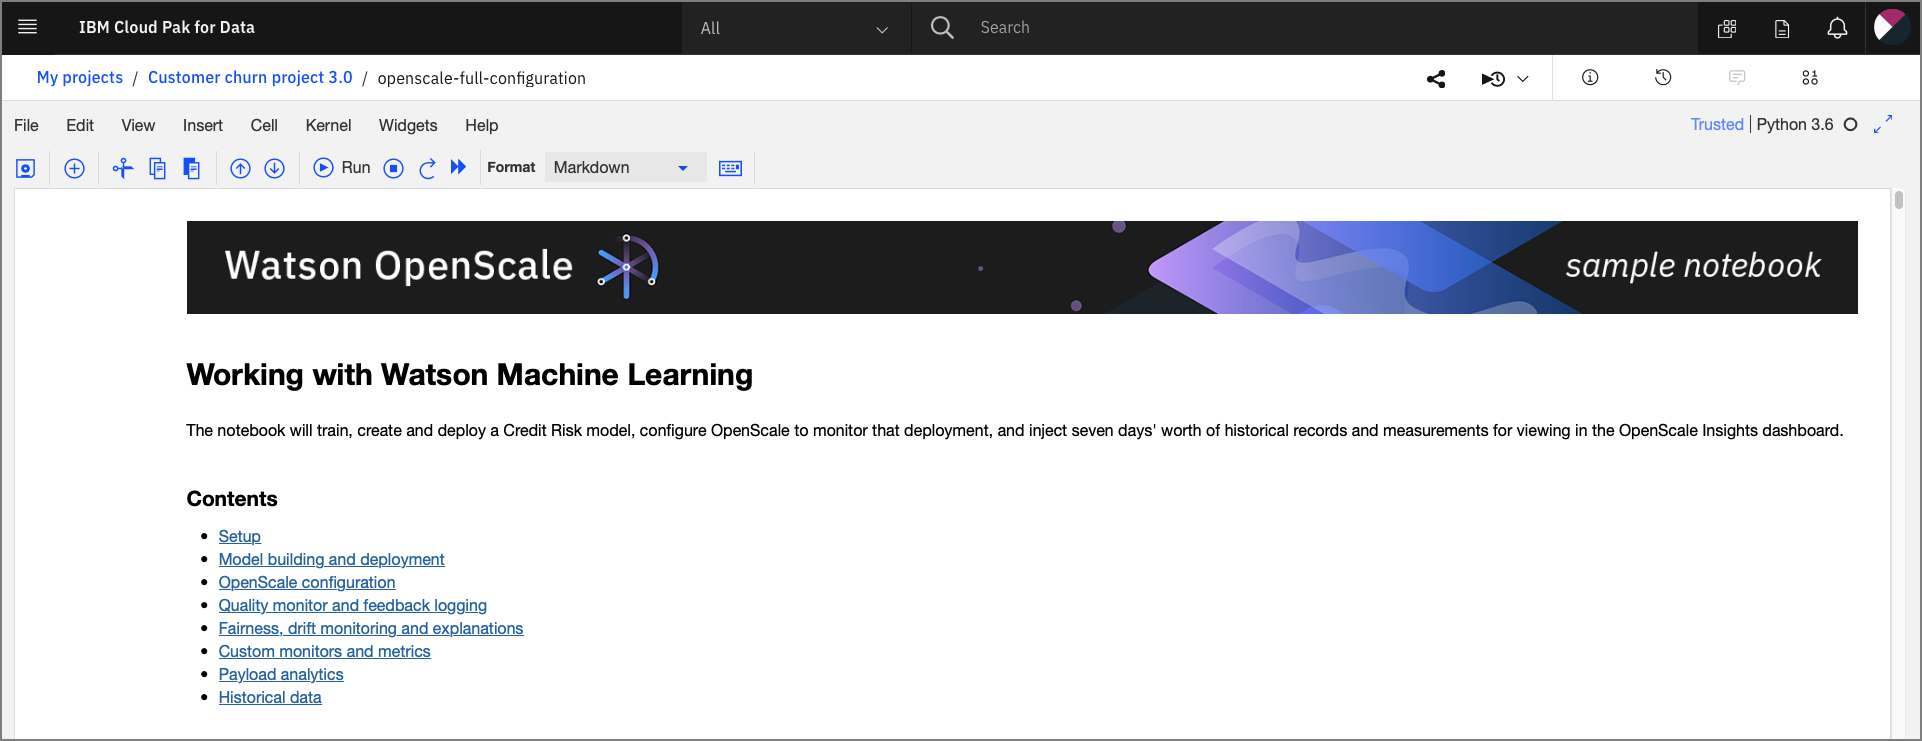 IBM Cloud Pak for Data
All
Search
My projects / Customer churn project 3.0 / openscale-full-configuration
File Edit View Insert Cell Kernel Widgets Help
Trusted | Python 3.6
Run
Format
Markdown
Watson OpenScale
sample notebook
Working with Watson Machine Learning
The notebook will train, create and deploy a Credit Risk model, configure OpenScale to monitor that deployment, and inject seven days' worth of historical records and measurements for viewing in the OpenScale Insights dashboard.
Contents
• Setup
• Model building and deployment
• OpenScale configuration
• Quality monitor and feedback logging
• Fairness, drift monitoring and explanations
• Custom monitors and metrics
• Payload analytics
• Historical data